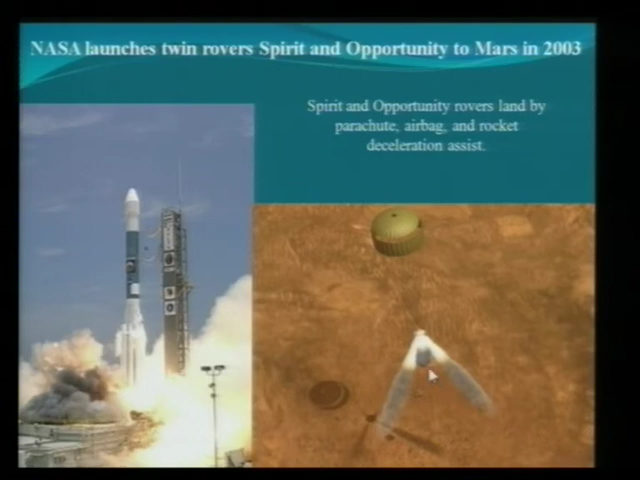 NASA launches twin rovers Spirit and Opportunity to Mars in 2003
Spirit and Opportunity rovers land by
parachute, airbag, and rocket
deceleration assist.